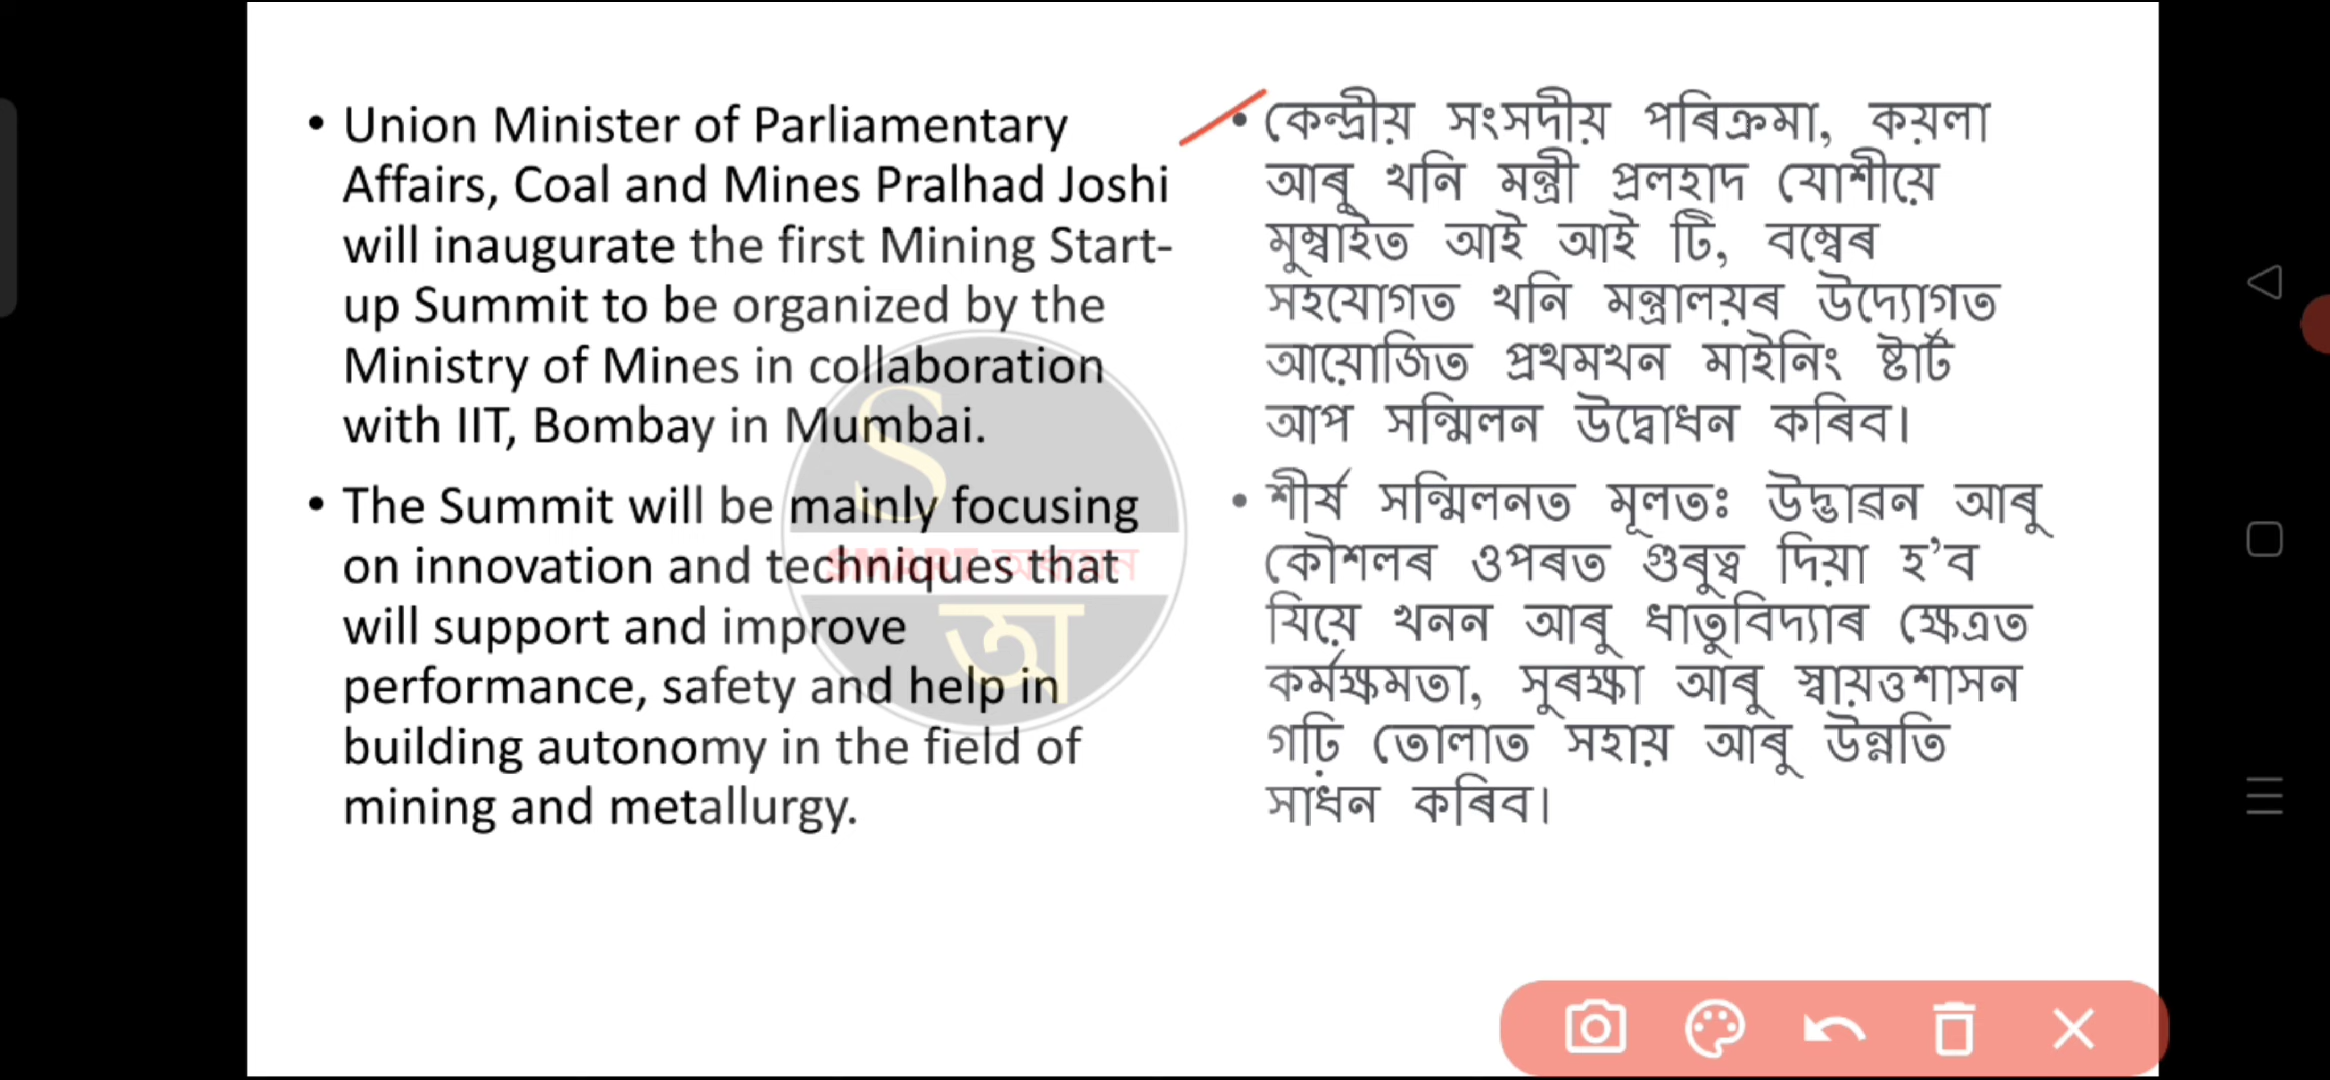 • Union Minister of Parliamentary
Affairs, Coal and Mines Pralhad Joshi
will inaugurate the first Mining Start-
up Summit to be organized by the
Ministry of Mines in collaboration
with IIT, Bombay in Mumbai.
• The Summit will be mainly focusing
on innovation and techniques that
will support and improve
performance, safety and help in
building autonomy in the field of
mining and metallurgy.
• কেন্দ্ৰীয় সংসদীয় পৰিক্ৰমা, কয়লা
আৰু খনি মন্ত্ৰী প্ৰলহাদ যোশীয়ে
মুম্বাইত আই আই টি, বম্বেৰ
সহযোগত খনি মন্ত্ৰালয়ৰ উদ্যোগত
আয়োজিত প্ৰথমখন মাইনিং ষ্টাৰ্ট
আপ সন্মিলন উদ্বোধন কৰিব।
• শীৰ্ষ সন্মিলনত মূলতঃ উদ্ভাৱন আৰু
কৌশলৰ ওপৰত গুৰুত্ব দিয়া হ’ব
যিয়ে খনন আৰু ধাতুবিদ্যাৰ ক্ষেত্ৰত
কৰ্মক্ষমতা, সুৰক্ষা আৰু স্বায়ত্তশাসন
গঢ়ি তোলাত সহায় আৰু উন্নতি
সাধন কৰিব।
S
SMART অধ্যয়ন
অ